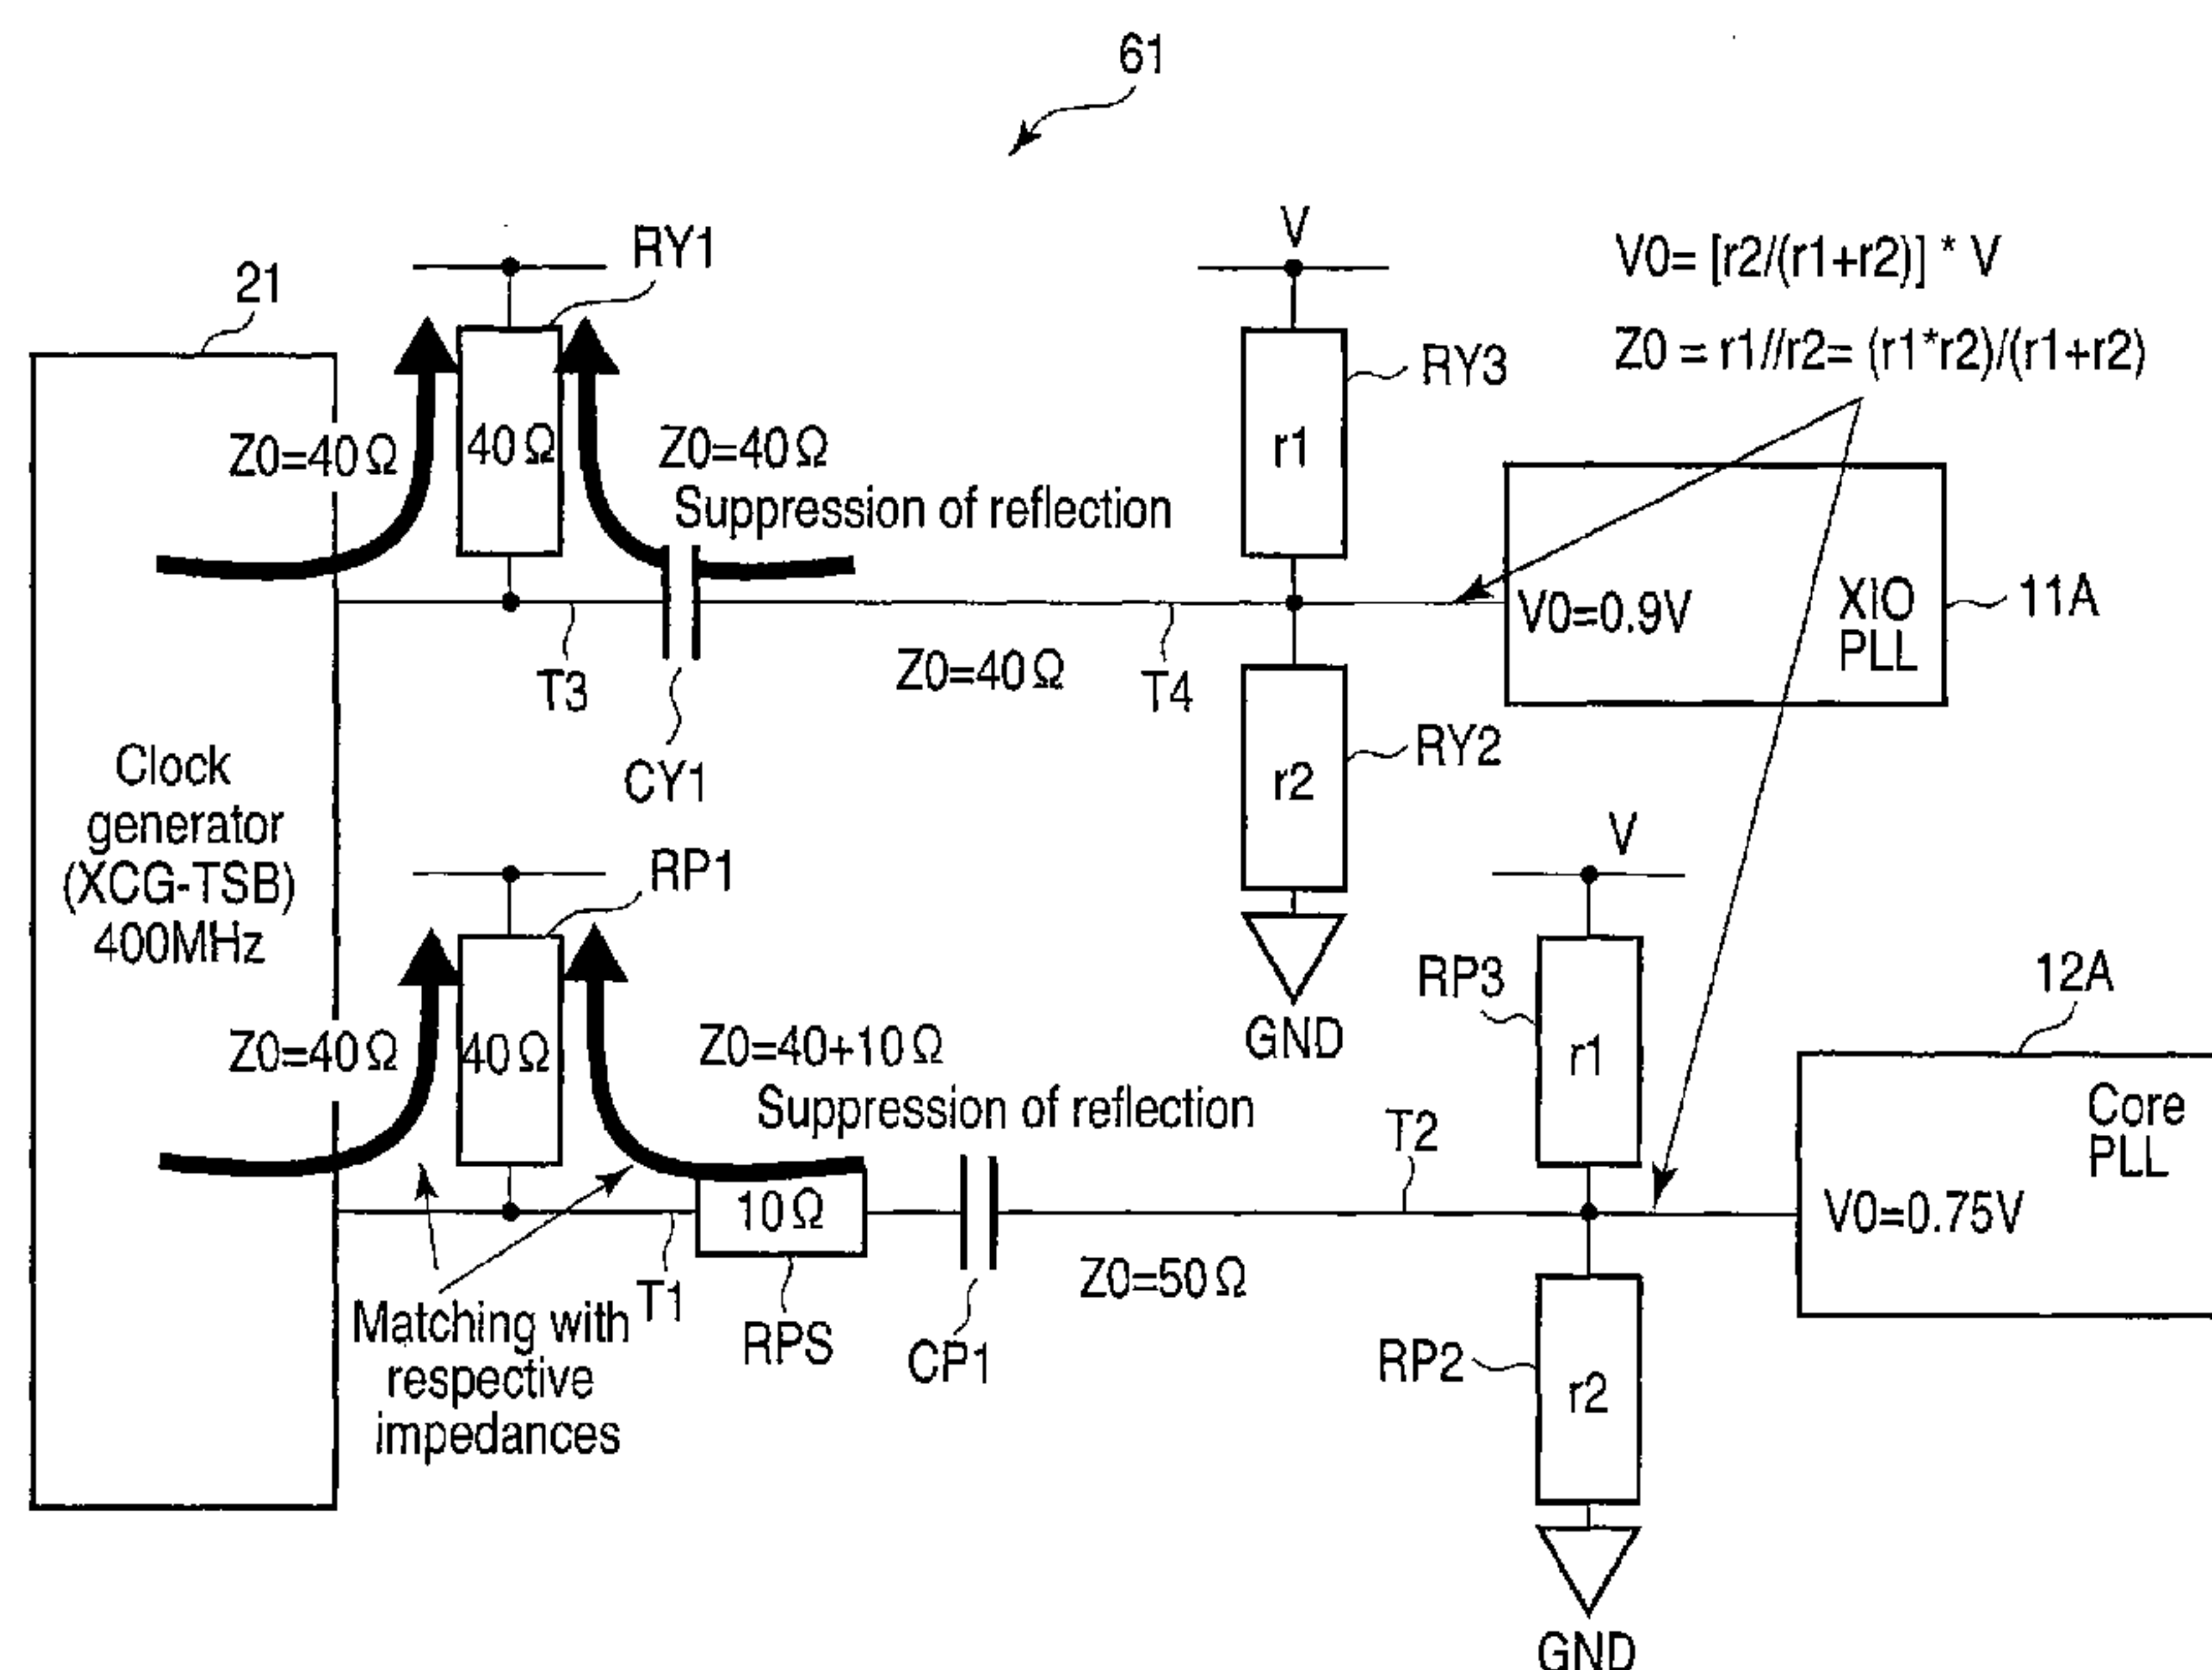 61
21
RY1
V
V0= [r2/(r1+r2)] * V
Z0 = r1//r2= (r1*r2)/(r1+r2)
RY3
Z0=40Ω
40Ω
Z0=40Ω
Suppression of reflection
r1
V0=0.9V
XIO
PLL
11A
T3
Z0=40Ω
T4
CY1
r2
RY2
Clock
generator
(XCG-TSB)
400MHz
RP1
V
GND
RP3
12A
Z0=40Ω
40Ω
Z0=40+10Ω
Suppression of reflection
r1
T2
Core
PLL
V0=0.75V
10Ω
T1
RPS
CP1
Z0=50Ω
Matching with
respective
impedances
RP2
r2
GND